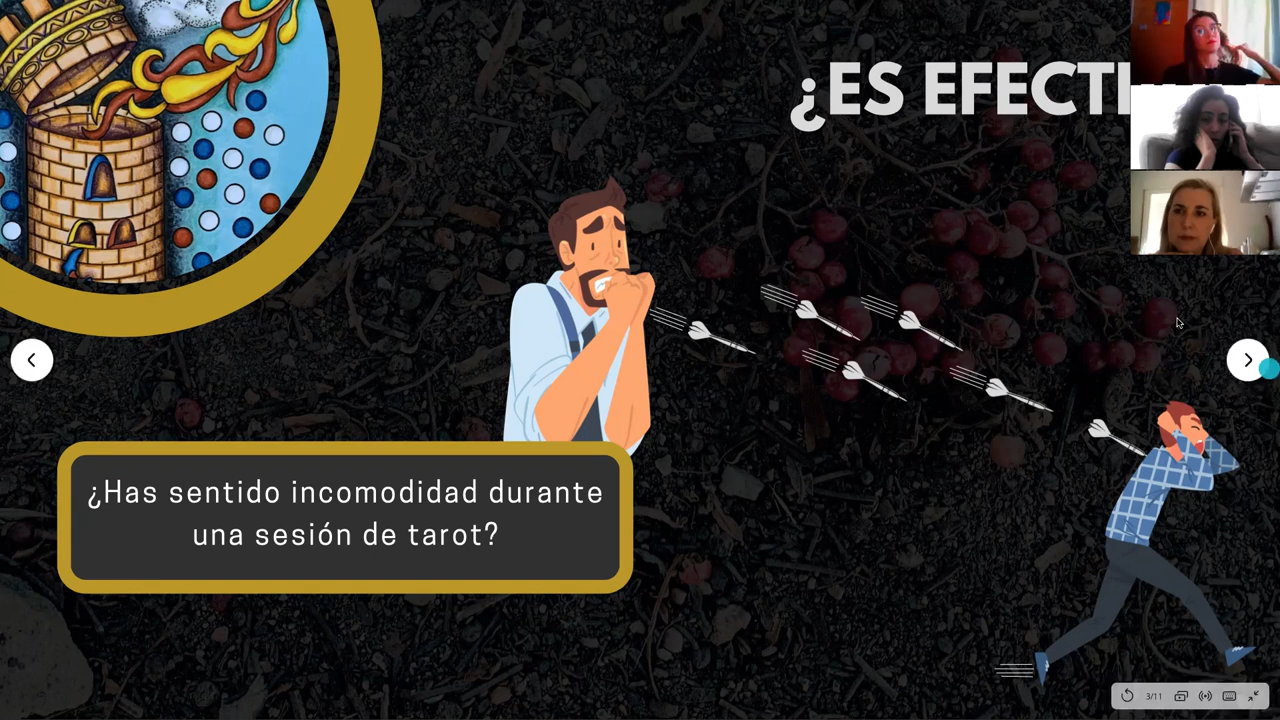 ¿ES EFECTI
¿Has sentido incomodidad durante
una sesión de tarot?
3/11